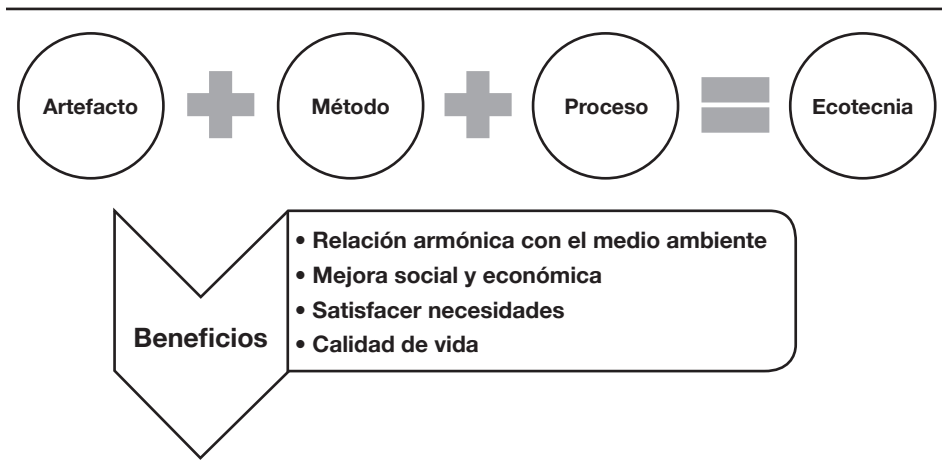 Artefacto
Método
Proceso
Ecotecnia
Beneficios
• Relación armónica con el medio ambiente
• Mejora social y económica
• Satisfacer necesidades
• Calidad de vida